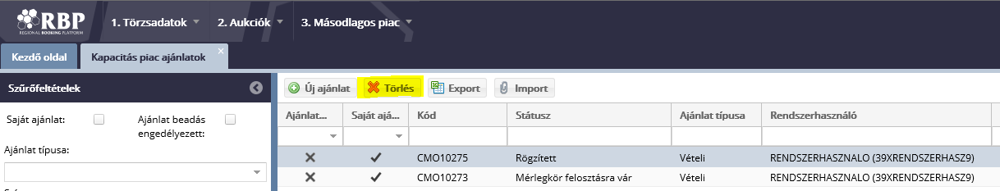 RBP
REGIONAL BOOKING PLATFORM
1. Törzsadatok
2. Aukciók
3. Másodlagos piac
Kezdő oldal
Kapacitás piac ajánlatok
Szűrőfeltételek
Új ajánlat
Törlés
Export
Import
Saját ajánlat:
Ajánlat beadás
engedélyezett:
Ajánlat típusa:
Ajánlat... Saját ajá... Kód Státusz Ajánlat típusa Rendszerhasználó
CMO10275 Rögzített Vételi RENDSZERHASZNALO (39XRENDSZERHASZ9)
CMO10273 Mérlegkör felosztásra vár Vételi RENDSZERHASZNALO (39XRENDSZERHASZ9)